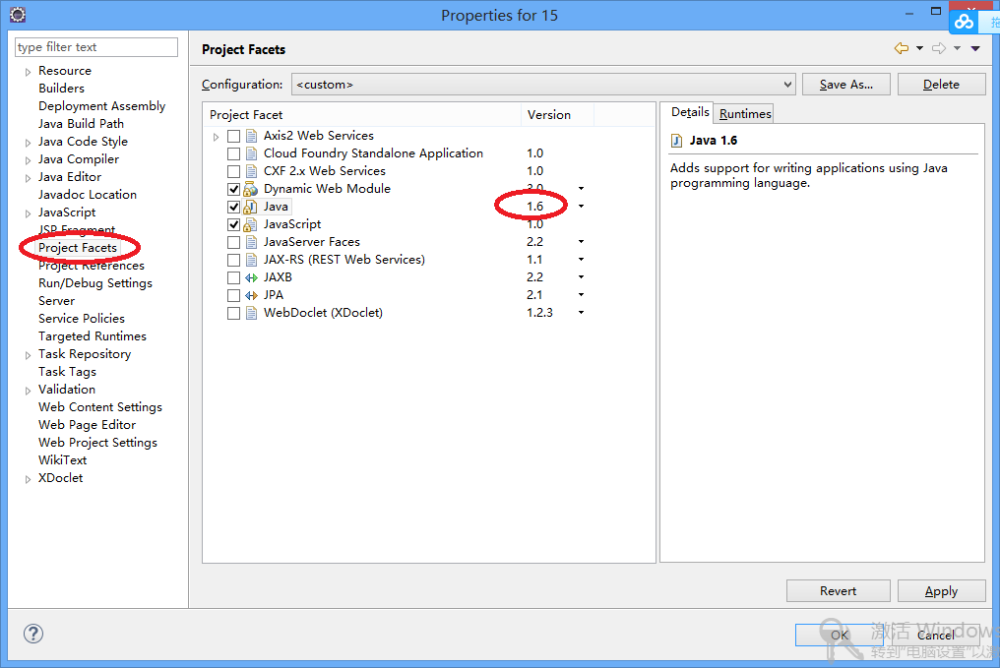 Properties for 15
拖
type filter text
Resource
Builders
Deployment Assembly
Java Build Path
Java Code Style
Java Compiler
Java Editor
Javadoc Location
JavaScript
JSP Fragment
Project Facets
Project References
Run/Debug Settings
Server
Service Policies
Targeted Runtimes
Task Repository
Task Tags
Validation
Web Content Settings
Web Page Editor
Web Project Settings
WikiText
XDoclet
Project Facets
Configuration: <custom> Save As... Delete
Project Facet Version
Axis2 Web Services
Cloud Foundry Standalone Application 1.0
CXF 2.x Web Services 1.0
Dynamic Web Module 3.0
Java 1.6
JavaScript 1.0
JavaServer Faces 2.2
JAX-RS (REST Web Services) 1.1
JAXB 2.2
JPA 2.1
WebDoclet (XDoclet) 1.2.3
Details Runtimes
Java 1.6
Adds support for writing applications using Java
programming language.
Revert Apply
OK Cancel
激活 Windows
转到"电脑设置"以激